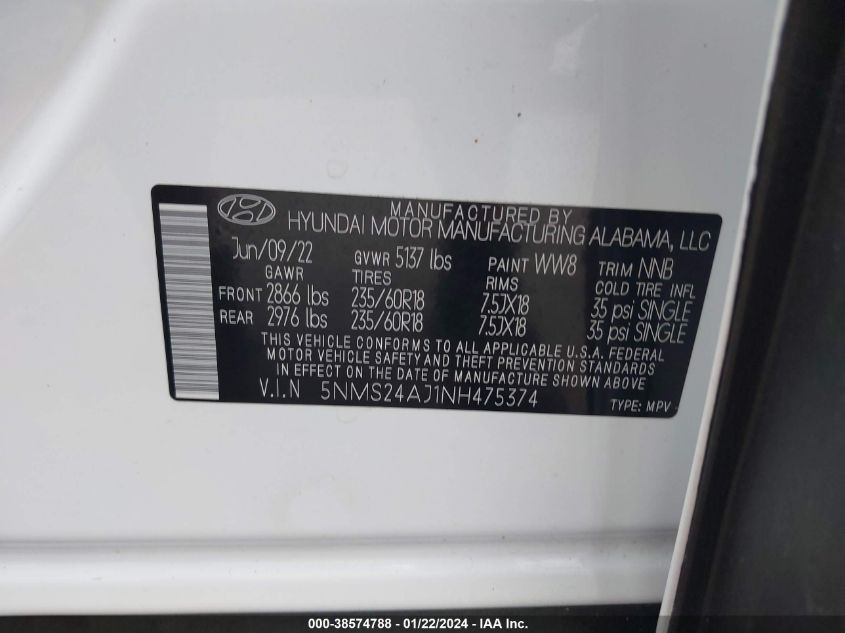 MANUFACTURED BY
HYUNDAI MOTOR MANUFACTURING ALABAMA, LLC
Jun/09/22 GVWR 5137 lbs PAINT WW8 TRIM NNB
GAWR TIRES RIMS COLD TIRE INFL
FRONT 2866 lbs 235/60R18 7.5JX18 35 psi SINGLE
REAR 2976 lbs 235/60R18 7.5JX18 35 psi SINGLE
THIS VEHICLE CONFORMS TO ALL APPLICABLE U.S.A. FEDERAL
MOTOR VEHICLE SAFETY AND THEFT PREVENTION STANDARDS
IN EFFECT ON THE DATE OF MANUFACTURE SHOWN ABOVE
V.I.N 5NMS24AJ1NH475374 TYPE: MPV
000-38574788 - 01/22/2024 - IAA Inc.